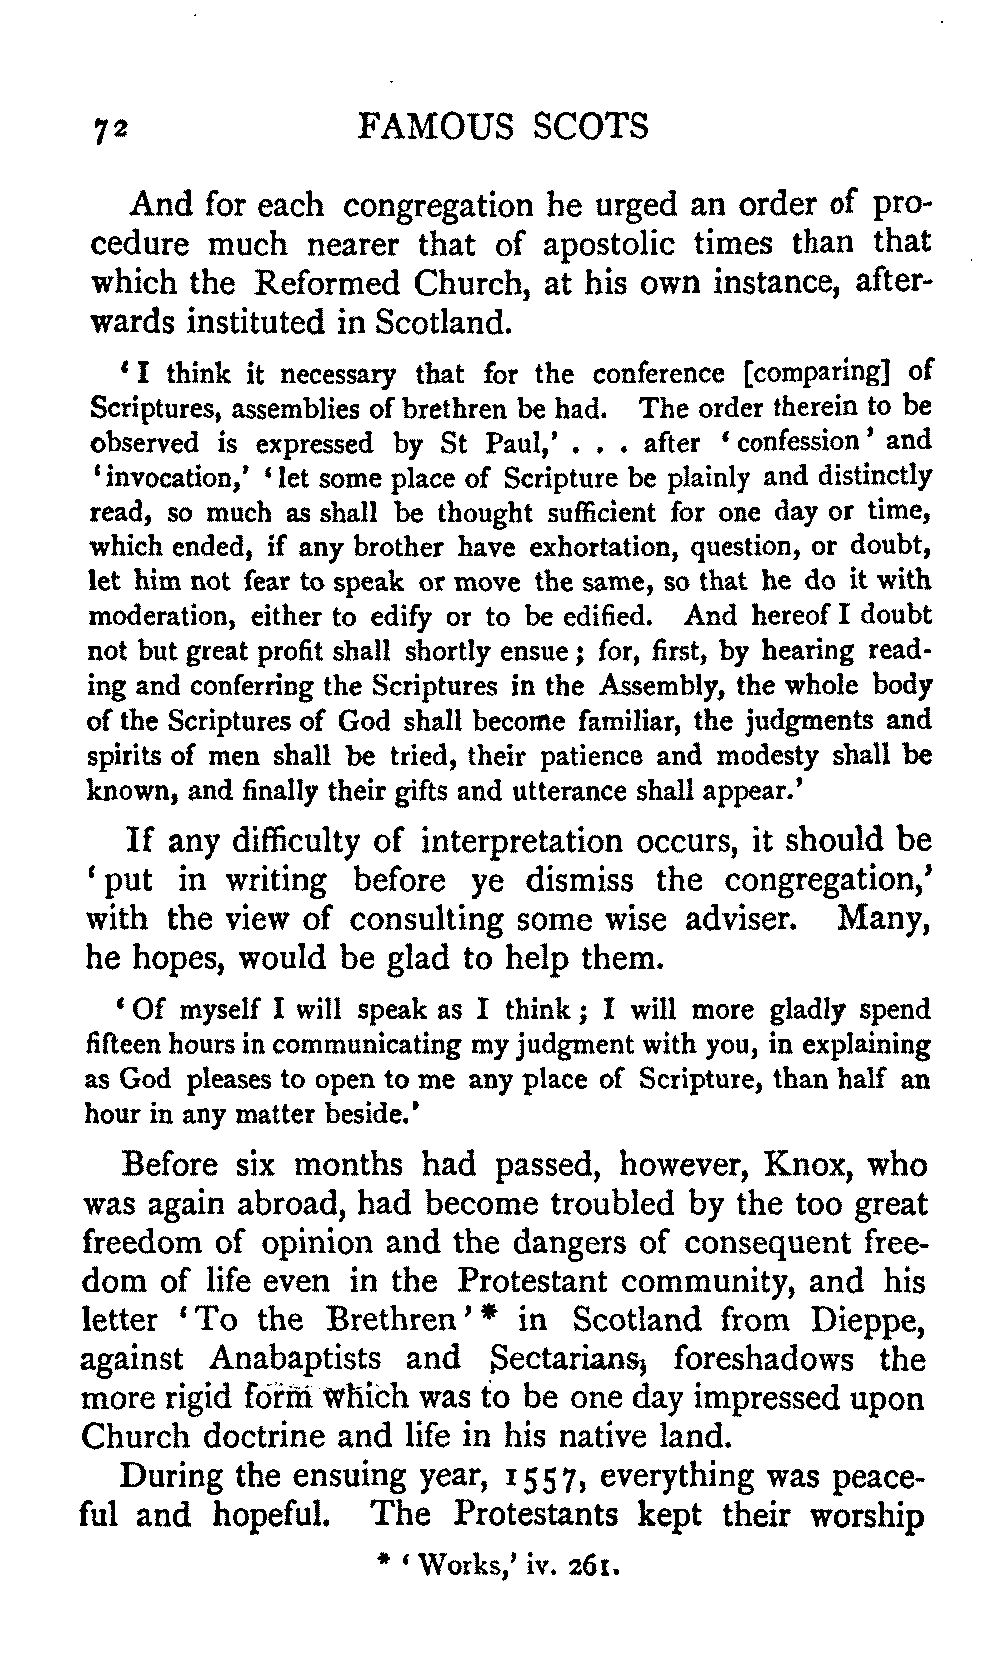 72 FAMOUS SCOTS
And for each congregation he urged an order of pro-
cedure much nearer that of apostolic times than that
which the Reformed Church, at his own instance, after-
wards instituted in Scotland.
‘I think it necessary that for the conference [comparing] of
Scriptures, assemblies of brethren be had. The order therein to be
observed is expressed by St Paul,’ . . . after ‘confession’ and
‘invocation,’ ‘let some place of Scripture be plainly and distinctly
read, so much as shall be thought sufficient for one day or time,
which ended, if any brother have exhortation, question, or doubt,
let him not fear to speak or move the same, so that he do it with
moderation, either to edify or to be edified. And hereof I doubt
not but great profit shall shortly ensue; for, first, by hearing read-
ing and conferring the Scriptures in the Assembly, the whole body
of the Scriptures of God shall become familiar, the judgments and
spirits of men shall be tried, their patience and modesty shall be
known, and finally their gifts and utterance shall appear.’
If any difficulty of interpretation occurs, it should be
‘put in writing before ye dismiss the congregation,’
with the view of consulting some wise adviser. Many,
he hopes, would be glad to help them.
‘Of myself I will speak as I think; I will more gladly spend
fifteen hours in communicating my judgment with you, in explaining
as God pleases to open to me any place of Scripture, than half an
hour in any matter beside.’
Before six months had passed, however, Knox, who
was again abroad, had become troubled by the too great
freedom of opinion and the dangers of consequent free-
dom of life even in the Protestant community, and his
letter ‘To the Brethren’* in Scotland from Dieppe,
against Anabaptists and Sectarians, foreshadows the
more rigid form which was to be one day impressed upon
Church doctrine and life in his native land.
During the ensuing year, 1557, everything was peace-
ful and hopeful. The Protestants kept their worship
* ‘Works,’ iv. 261.